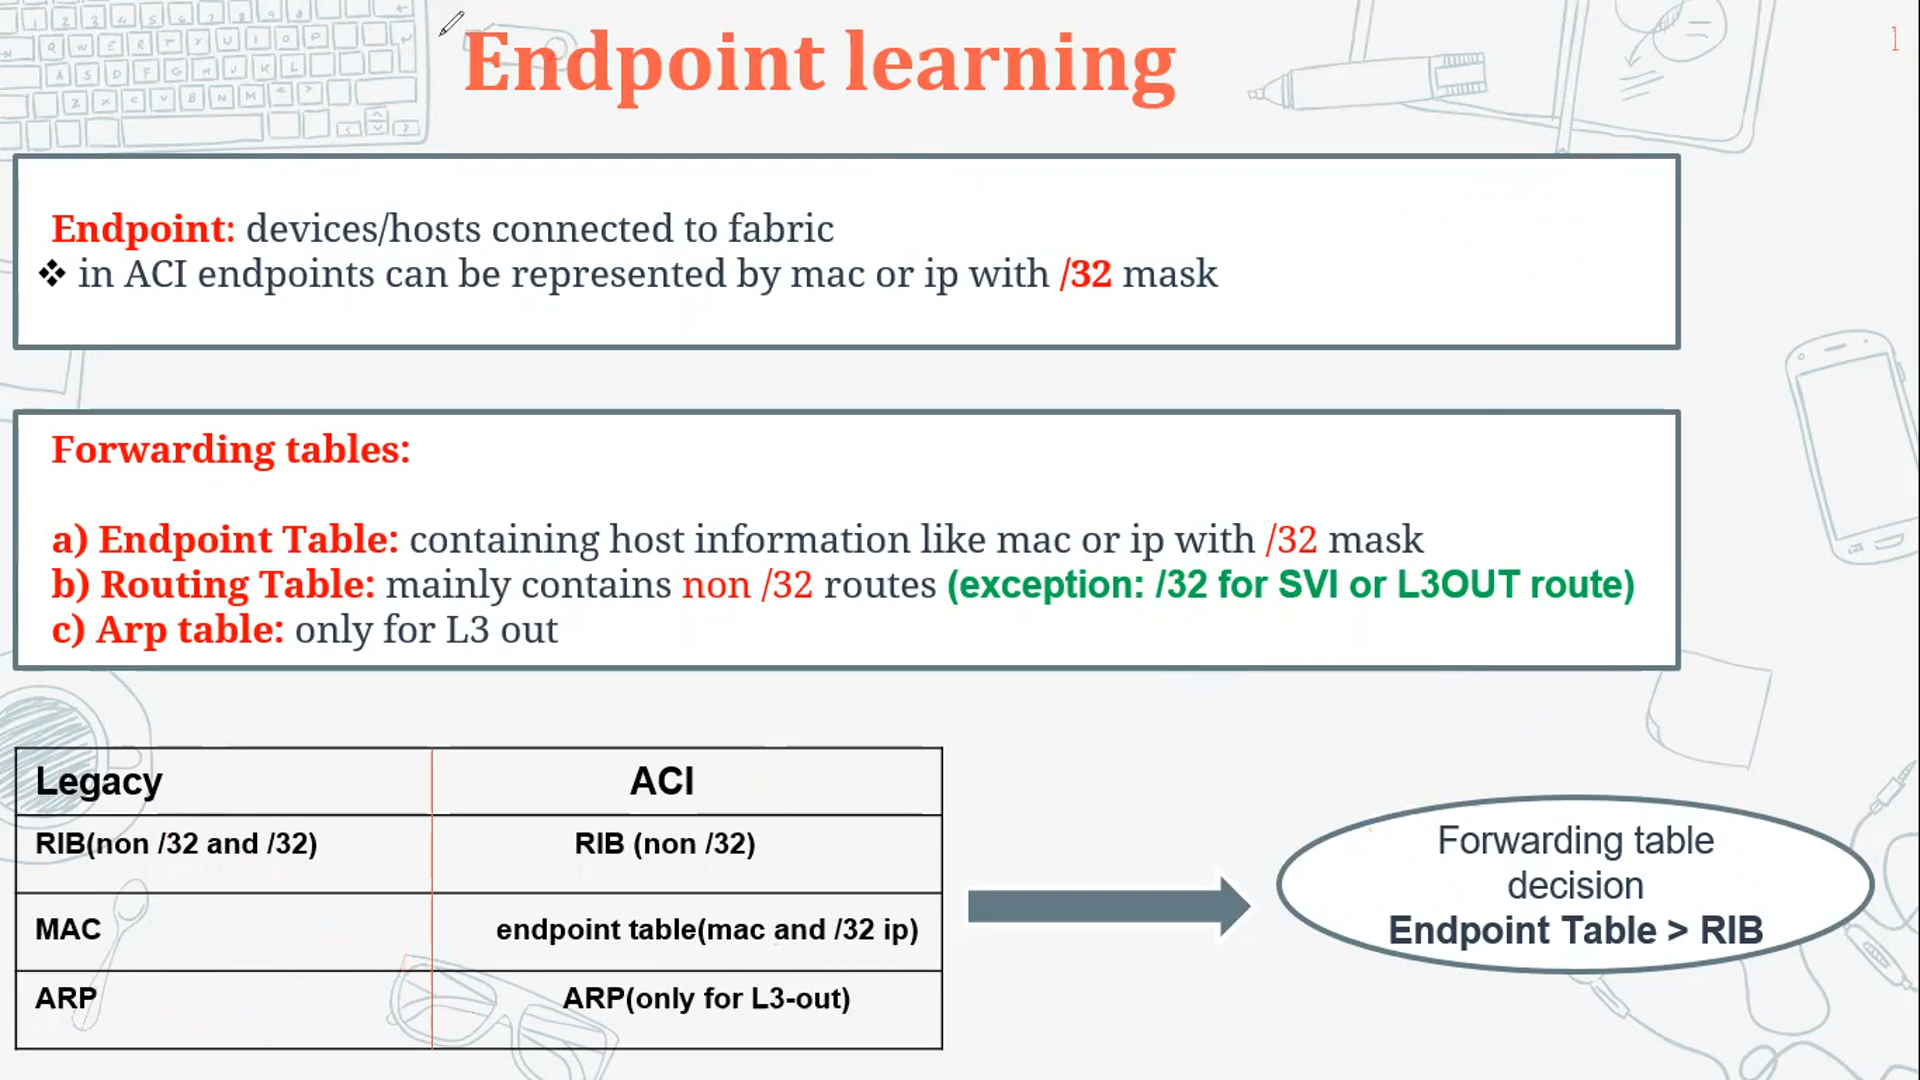 Endpoint learning
1
Endpoint: devices/hosts connected to fabric
❖ in ACI endpoints can be represented by mac or ip with /32 mask
Forwarding tables:
a) Endpoint Table: containing host information like mac or ip with /32 mask
b) Routing Table: mainly contains non /32 routes (exception: /32 for SVI or L3OUT route)
c) Arp table: only for L3 out
Legacy ACI
RIB(non /32 and /32) RIB (non /32)
MAC endpoint table(mac and /32 ip)
ARP ARP(only for L3-out)
Forwarding table
decision
Endpoint Table > RIB